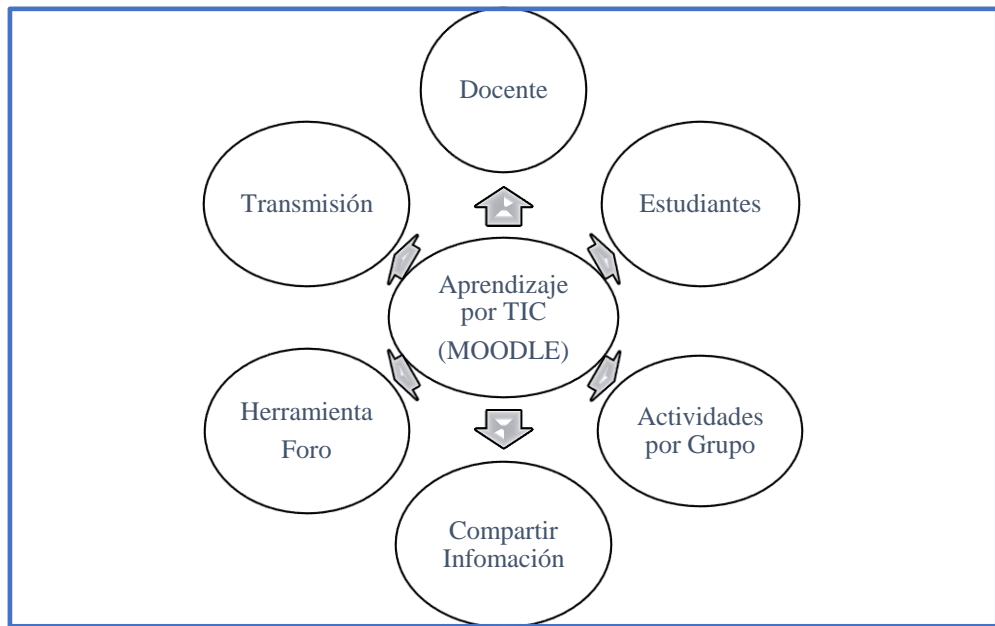 Docente
Transmisión
Estudiantes
Aprendizaje
por TIC
(MOODLE)
Herramienta
Foro
Actividades
por Grupo
Compartir
Infomación